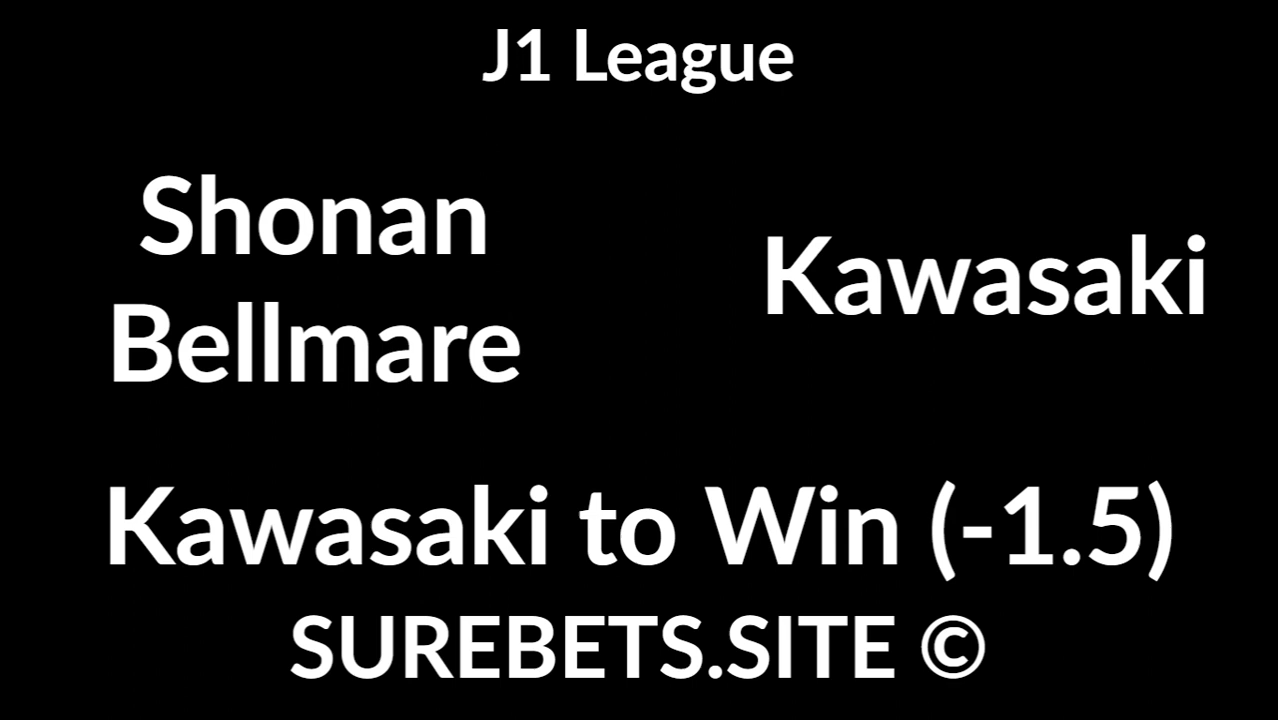 J1 League
Shonan
Bellmare
Kawasaki
Kawasaki to Win (-1.5)
SUREBETS.SITE ©